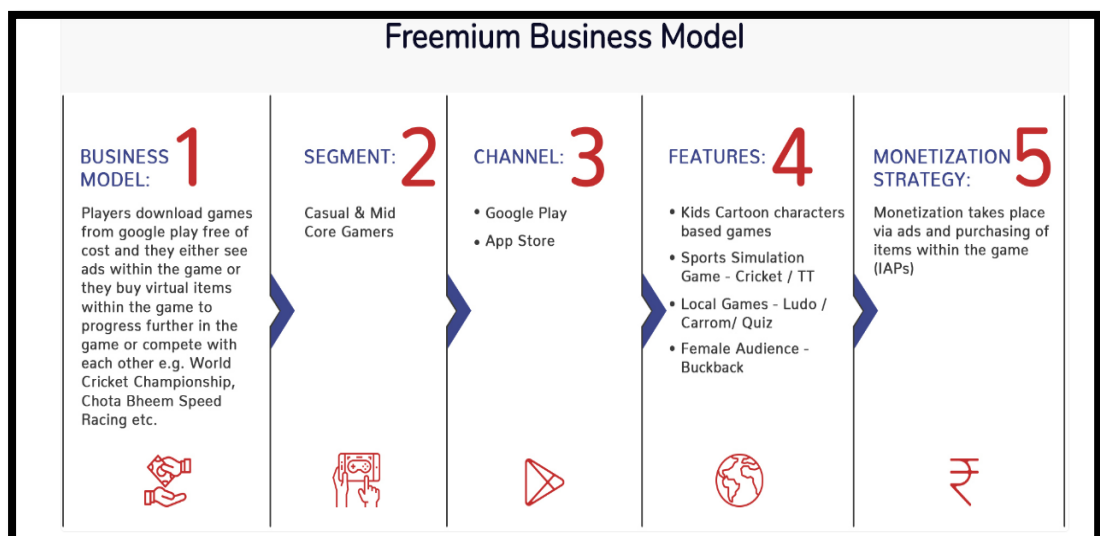 Freemium Business Model
BUSINESS
MODEL:
1
Players download games
from google play free of
cost and they either see
ads within the game or
they buy virtual items
within the game to
progress further in the
game or compete with
each other e.g. World
Cricket Championship,
Chota Bheem Speed
Racing etc.
SEGMENT:
2
Casual & Mid
Core Gamers
CHANNEL:
3
• Google Play
• App Store
FEATURES:
4
• Kids Cartoon characters
based games
• Sports Simulation
Game - Cricket / TT
• Local Games - Ludo /
Carrom/ Quiz
• Female Audience -
Buckback
MONETIZATION
STRATEGY:
5
Monetization takes place
via ads and purchasing of
items within the game
(IAPs)
₹